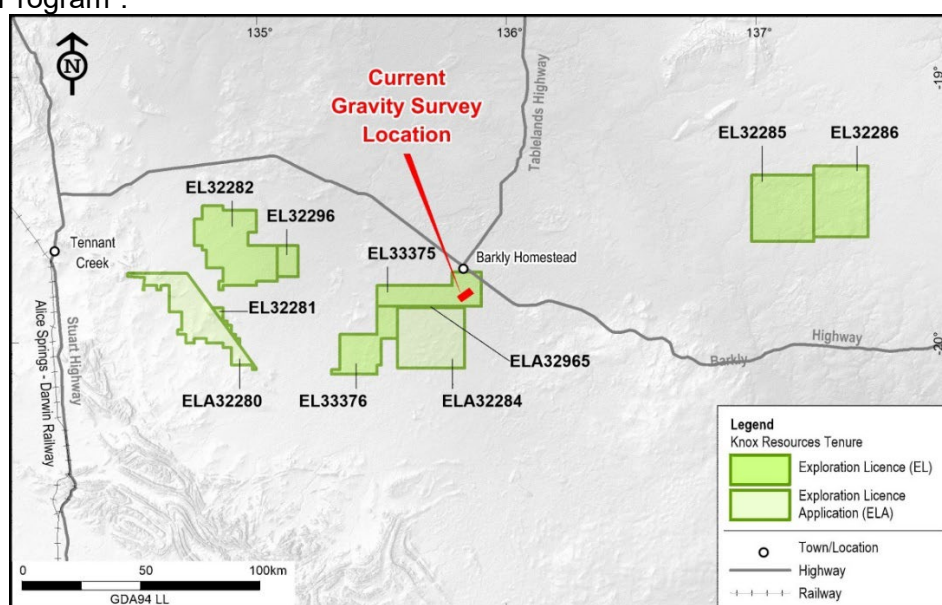 Program".
135°
136°
137°
-19°
N
Current
Gravity Survey
Location
Tablelands Highway
EL32285
EL32286
EL32282
EL32296
Tennant
Creek
EL33375
Barkly Homestead
EL32281
ELA32965
Highway
-20°
Barkly
ELA32280
EL33376
ELA32284
Alice Springs - Darwin Railway
Stuart Highway
Legend
Knox Resources Tenure
Exploration Licence (EL)
Exploration Licence
Application (ELA)
Town/Location
Highway
Railway
0 50 100km
GDA94 LL